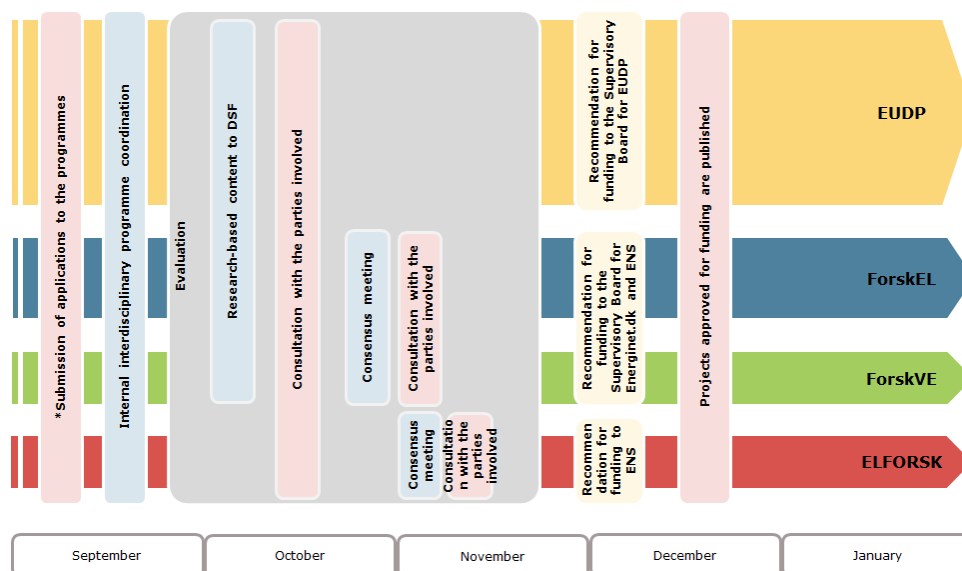 *Submission of applications to the programmes
Internal interdisciplinary programme coordination
Evaluation
Research-based content to DSF
Consultation with the parties involved
Consensus meeting
Consultation with the
parties involved
Consensus
meeting
Consultatio
n with the
parties
involved
Recommendation for
funding to the Supervisory
Board for EUDP
Recommendation for
funding to the
Supervisory Board for
Energinet.dk and ENS
Recommen
dation for
funding to
ENS
Projects approved for funding are published
EUDP
ForskEL
ForskVE
ELFORSK
September
October
November
December
January